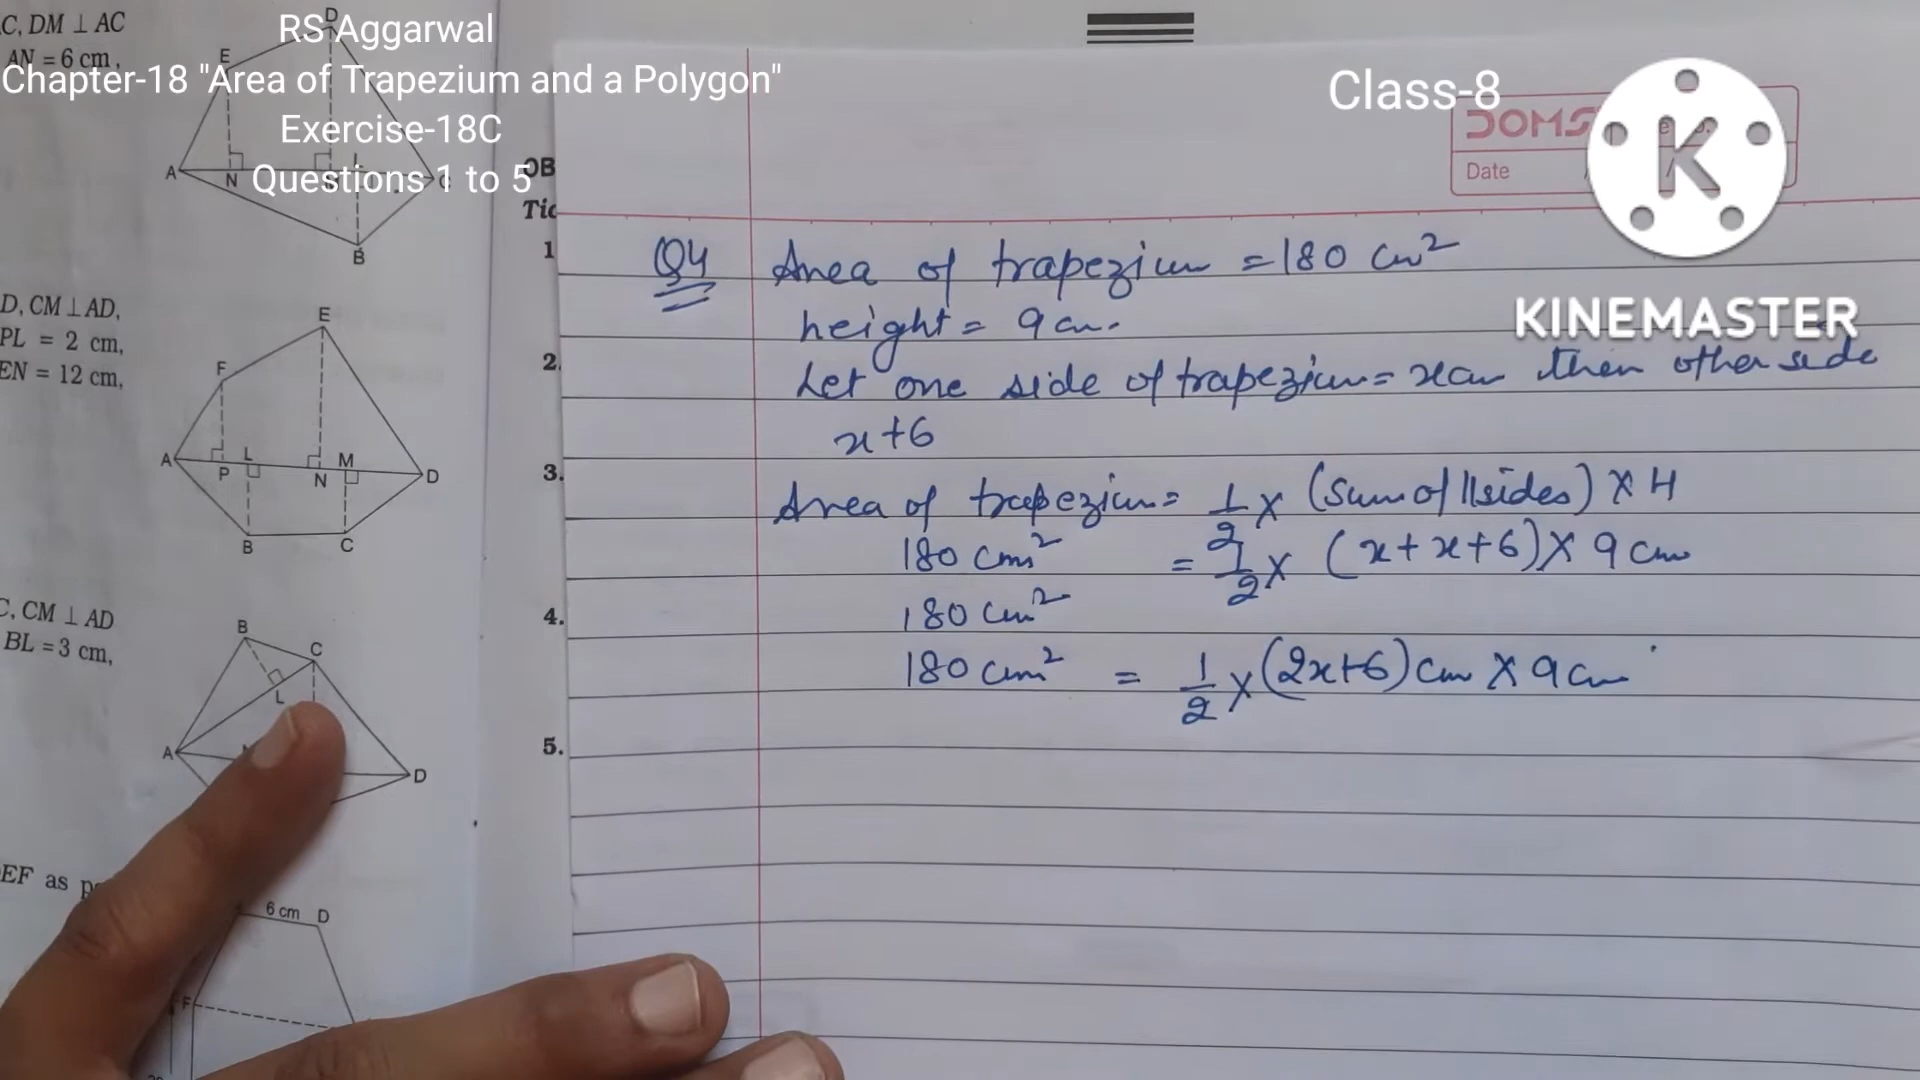 RS Aggarwal
Chapter-18 "Area of Trapezium and a Polygon"
Exercise-18C
Questions 1 to 5
Class-8
KINEMASTER
K
DOMS
Date
C, DM ⊥ AC
AN = 6 cm,
D
E
A
N
L
C
B
D, CM ⊥ AD,
PL = 2 cm,
EN = 12 cm,
E
F
A
P
L
N
M
D
B
C
C, CM ⊥ AD
BL = 3 cm,
B
C
L
A
D
EF as
6 cm D
F
OB
Tic
1
2.
3.
4.
5.
Q4 Area of trapezium = 180 cm²
height = 9 cm.
Let one side of trapezium = x cm then other side
x+6
Area of trapezium = 1/2 × (Sum of ||sides) × H
180 cm² = 1/2 × (x+x+6) × 9 cm
180 cm²
180 cm² = 1/2 × (2x+6) cm × 9 cm